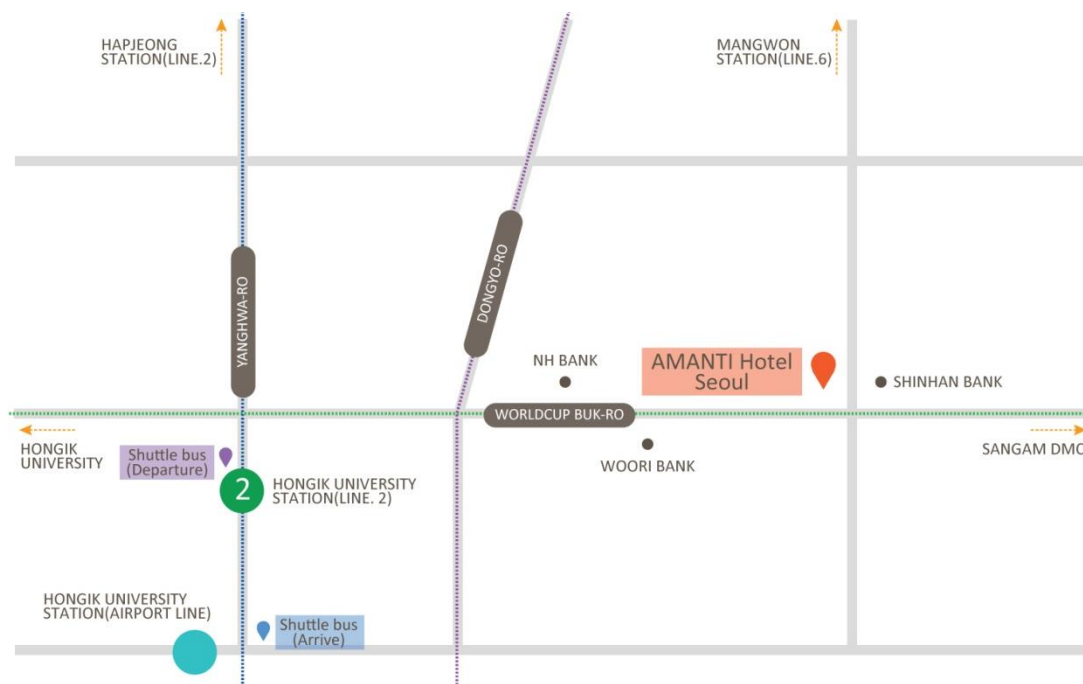 HAPJEONG
STATION(LINE.2)
MANGWON
STATION(LINE.6)
YANGHWA-RO
DONGYO-RO
NH BANK
AMANTI Hotel
Seoul
SHINHAN BANK
WORLDCUP BUK-RO
HONGIK
UNIVERSITY
Shuttle bus
(Departure)
WOORI BANK
SANGAM DMC
2
HONGIK UNIVERSITY
STATION(LINE. 2)
HONGIK UNIVERSITY
STATION(AIRPORT LINE)
Shuttle bus
(Arrive)